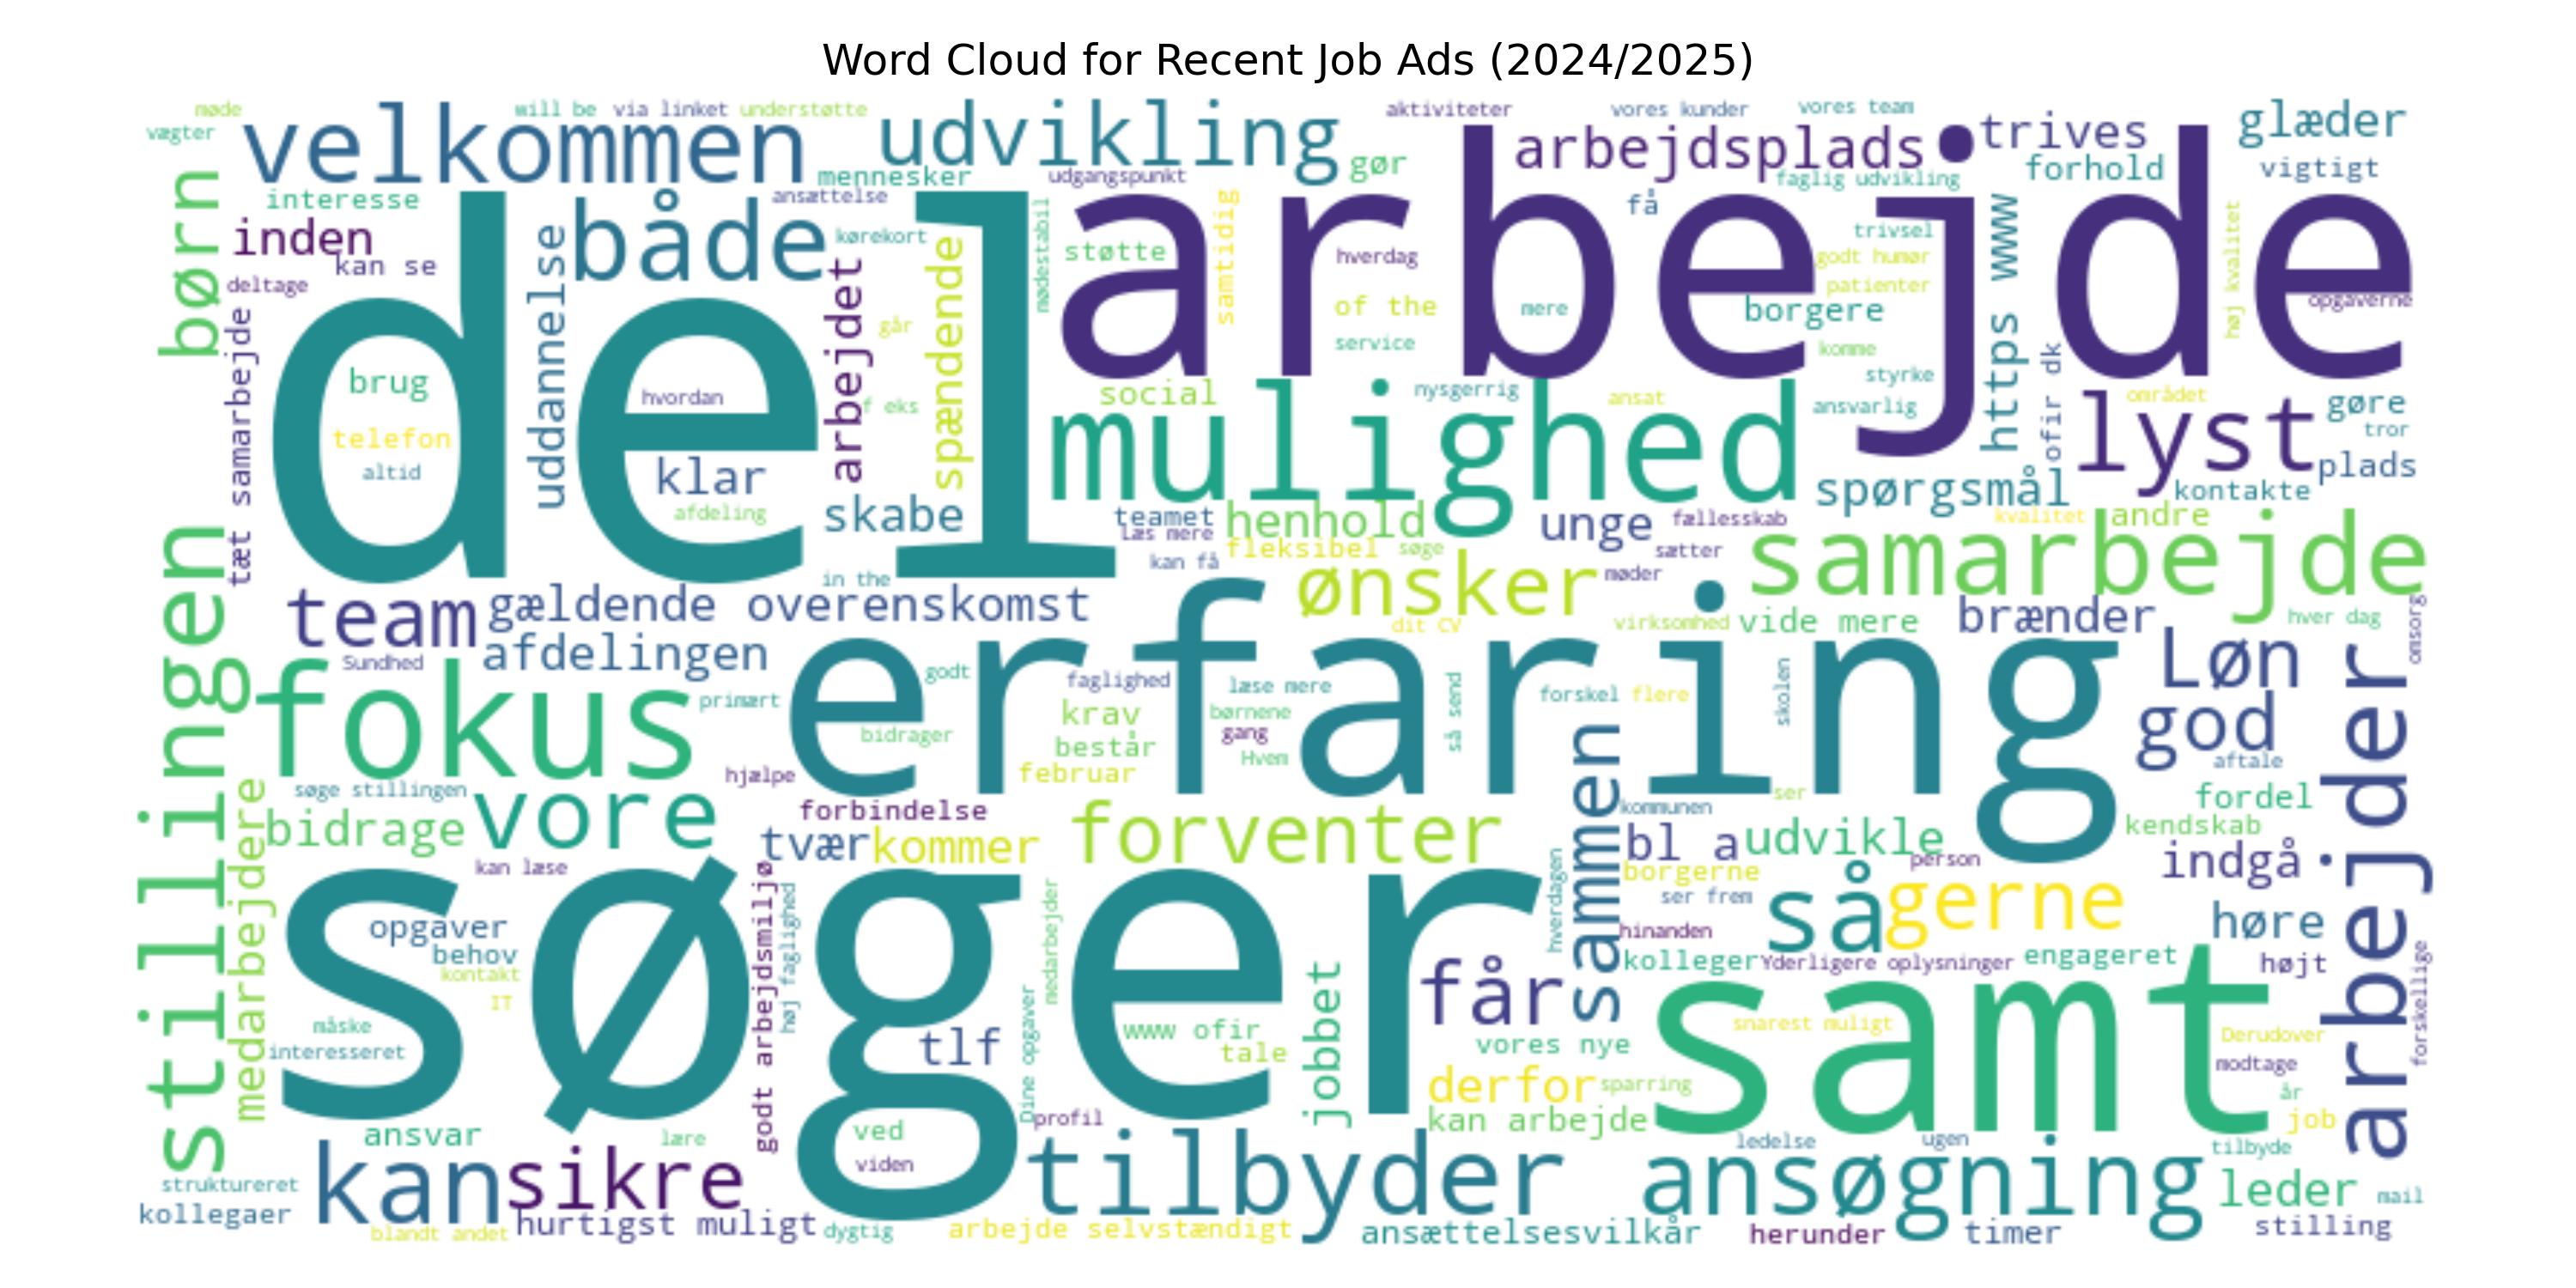 Word Cloud for Recent Job Ads (2024/2025)
møde
will be
via linket
understøtte
aktiviteter
vores kunder
vores team
glæder
vægter
velkommen
udvikling
arbejdsplads
trives
børn
interesse
mennesker
ansættelse
udgangspunkt
gør
faglig udvikling
forhold
vigtigt
inden
kan se
deltage
uddannelse
både
kørekort
arbejdet
spændende
mødestabil
støtte
samtidig
hverdag
få
trivsel
godt humør
patienter
https www
høj kvalitet
opgaverne
del
arbejde
tæt samarbejde
brug
telefon
altid
hvordan
klar
afdeling
går
f eks
skabe
of the
service
mere
borgere
komme
styrke
ofir dk
social
nysgerrig
ansat
ansvarlig
området
lyst
gøre
tror
plads
mulighed
spørgsmål
kontakte
teamet
læs mere
henhold
unge
fællesskab
kvalitet
andre
kan få
fleksibel
søge
sætter
samarbejde
stillingen
in the
ønsker
møder
team
gældende overenskomst
dit CV
virksomhed
vide mere
brænder
hver dag
omsorg
Sundhed
afdelingen
erfaring
Løn
fokus
primært
godt
faglighed
læse mere
forskel
flere
skolen
krav
børnene
så send
god
bidrager
består
gang
Hvem
aftale
hjælpe
februar
sammen
arbejder
søge stillingen
vore
forbindelse
ser
kommunen
fordel
medarbejdere
bidrage
tvær
kommer
forventer
bl a
udvikle
kendskab
kan læse
person
indgå
borgerne
søger
godt arbejdsmiljø
høj faglighed
medarbejder
hverdagen
ser frem
så
gerne
opgaver
behov
hinanden
høre
kontakt
får
kolleger
Yderligere oplysninger
engageret
højt
IT
jobbet
samt
forskellige
måske
interesseret
tlf
Dine opgaver
www ofir
tale
vores nye
snarest muligt
Derudover
modtage
derfor
sparring
år
profil
kan arbejde
job
ansvar
lære
ved
viden
tilbyder
ledelse
ugen
tilbyde
struktureret
kan
sikre
ansøgning
leder
mail
kollegaer
blandt andet
hurtigst muligt
dygtig
arbejde selvstændigt
ansættelsesvilkår
herunder
timer
stilling